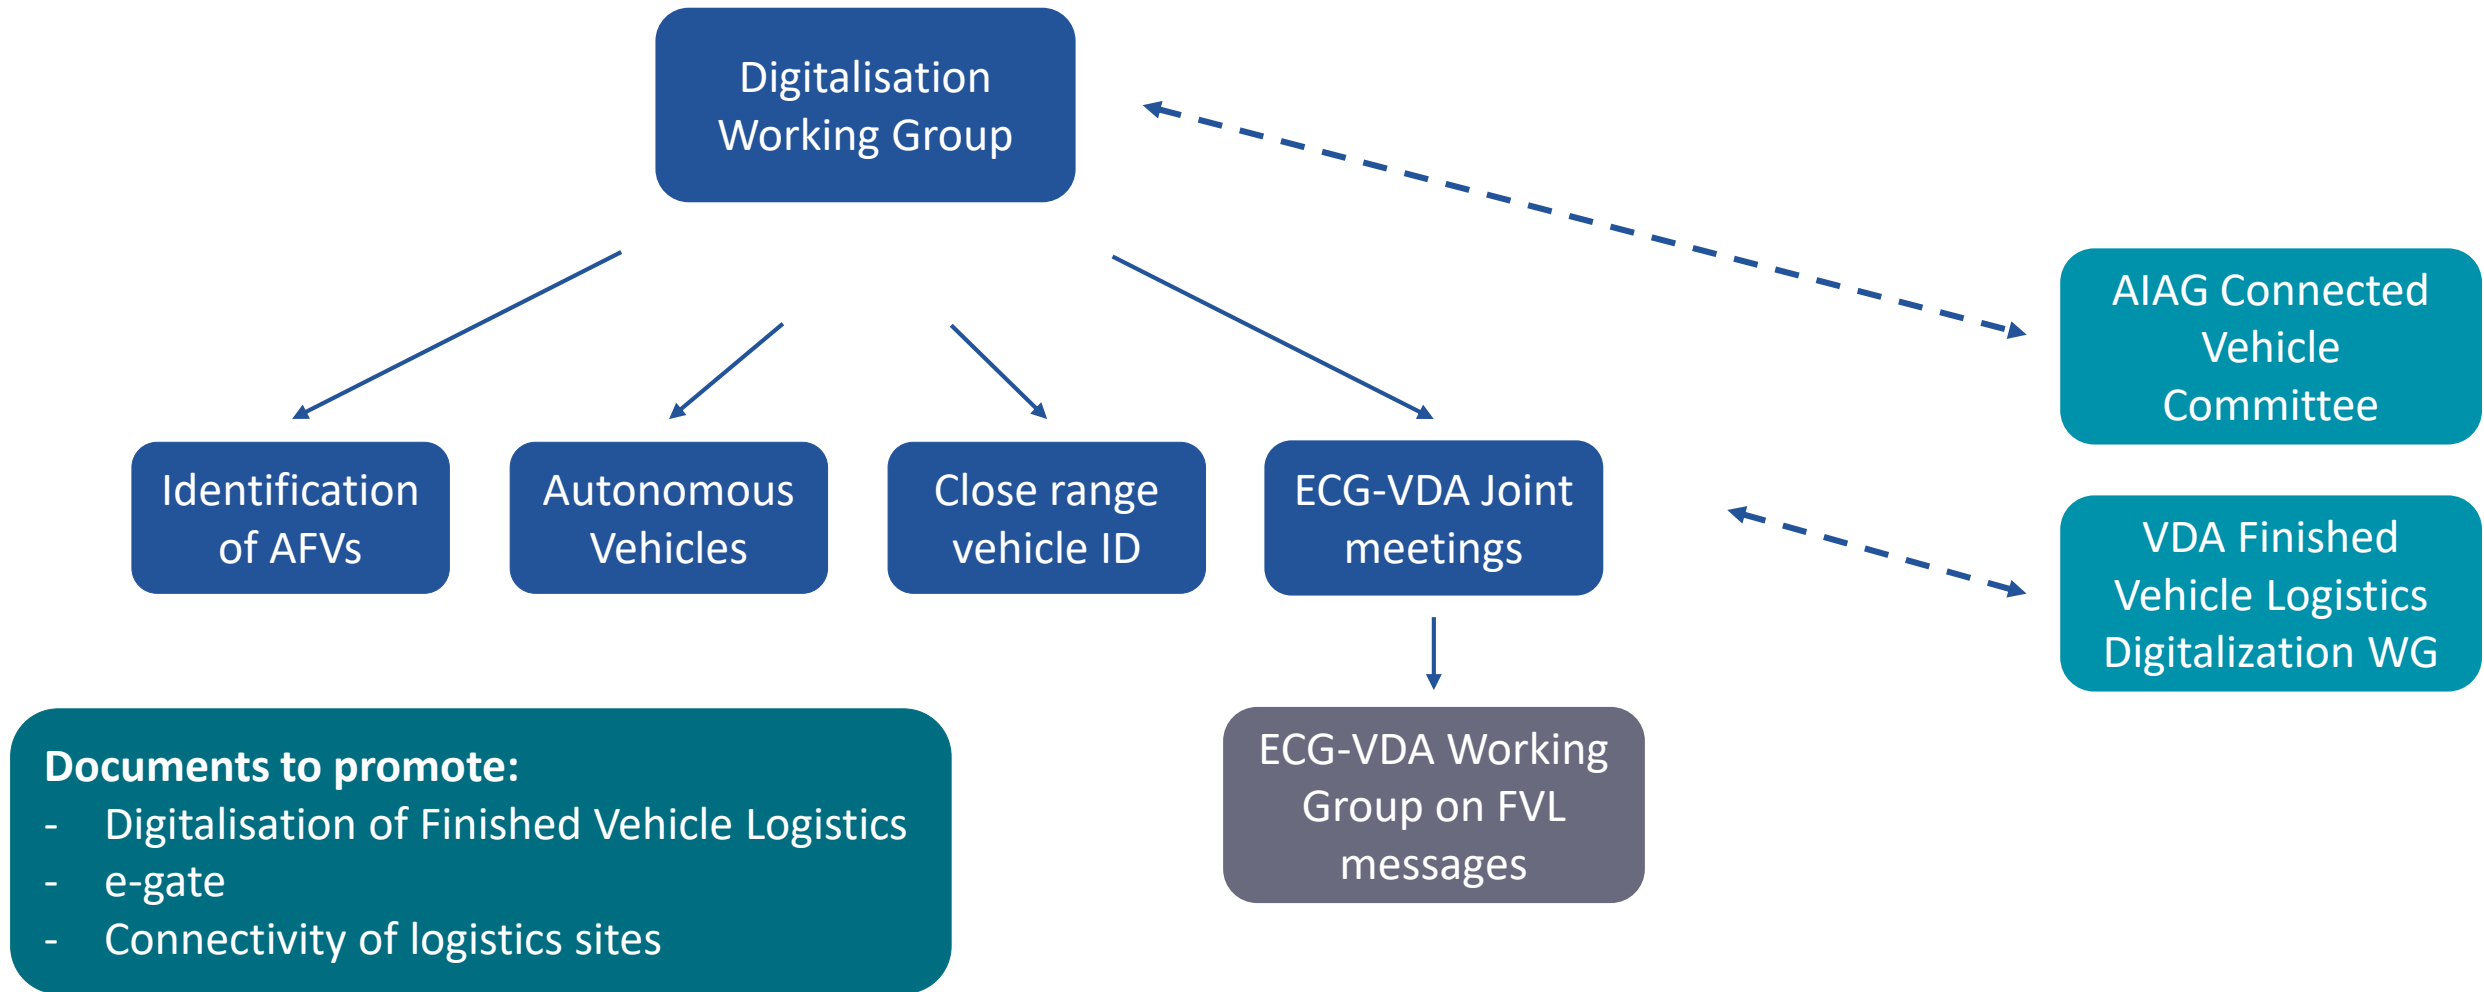 Digitalisation
Working Group
AIAG Connected
Vehicle
Committee
Identification
of AFVs
Autonomous
Vehicles
Close range
vehicle ID
ECG-VDA Joint
meetings
VDA Finished
Vehicle Logistics
Digitalization WG
Documents to promote:
- Digitalisation of Finished Vehicle Logistics
- e-gate
- Connectivity of logistics sites
ECG-VDA Working
Group on FVL
messages